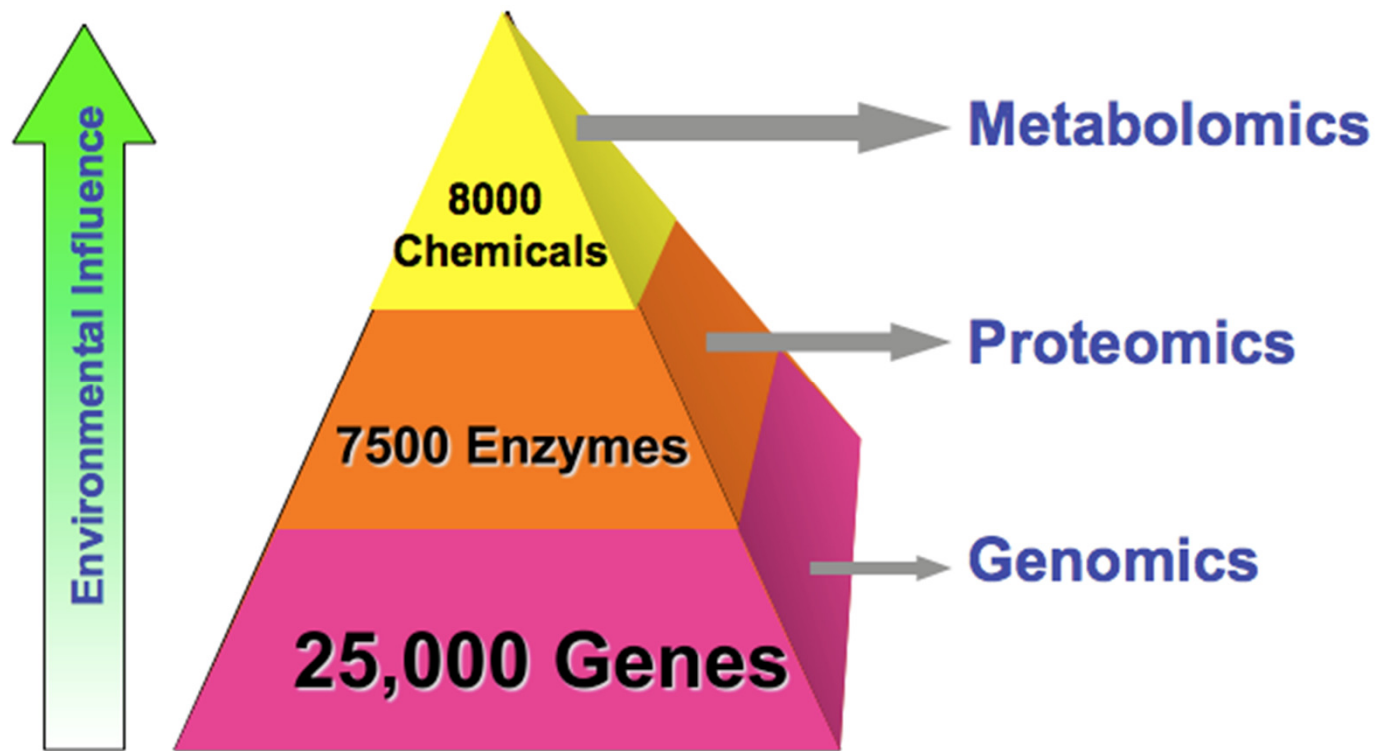 Environmental Influence
8000
Chemicals
Metabolomics
7500 Enzymes
Proteomics
25,000 Genes
Genomics